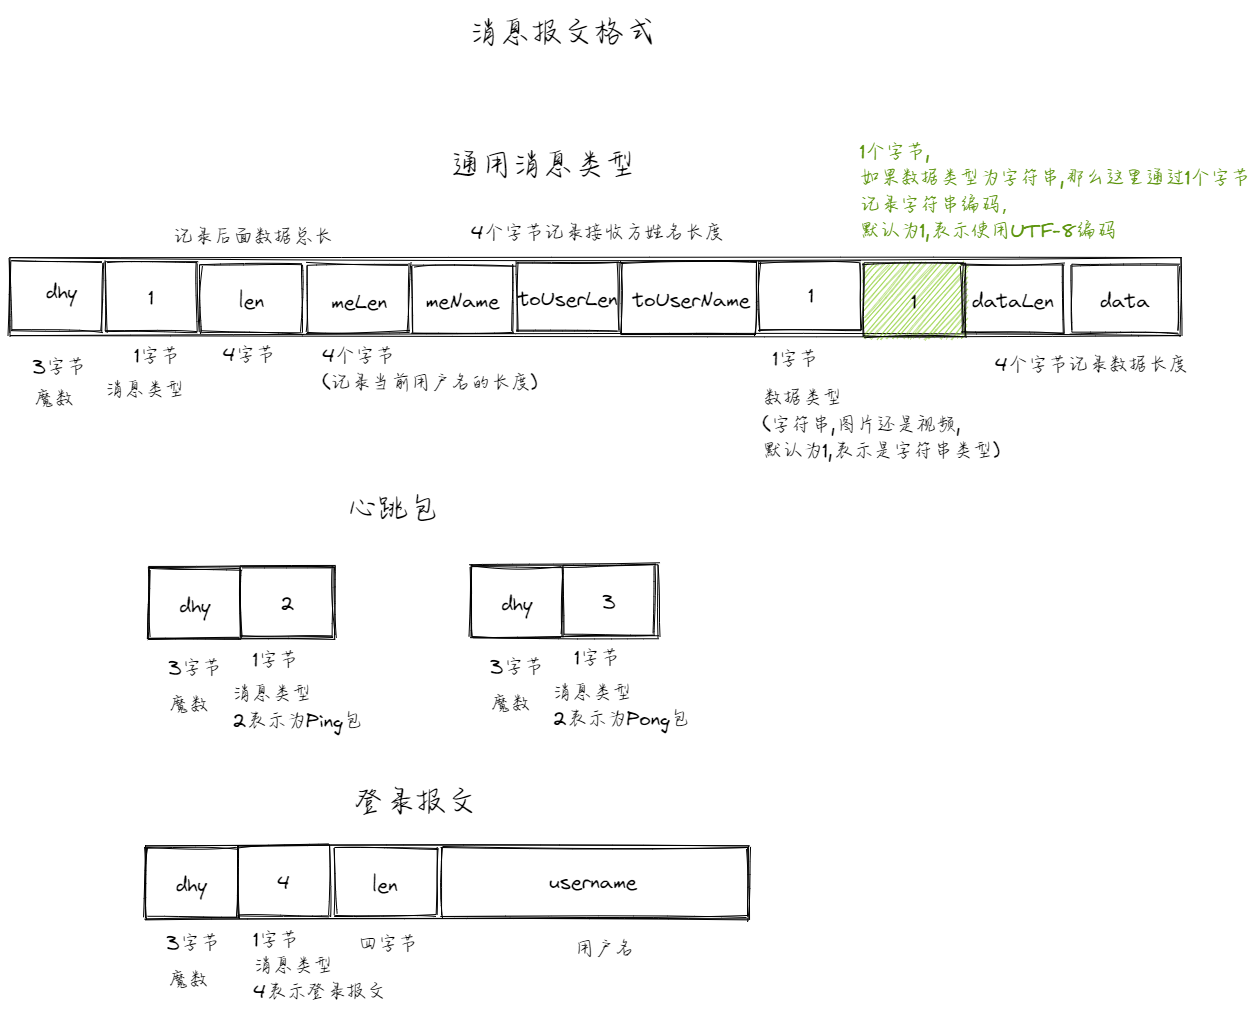 消息报文格式
通用消息类型
1个字节,
如果数据类型为字符串,那么这里通过1个字节
记录字符串编码,
默认为1,表示使用UTF-8编码
记录后面数据总长
4个字节记录接收方姓名长度
dhy 1 len meLen meName toUserLen toUserName 1 1 dataLen data
3字节
魔数
1字节
消息类型
4字节
4个字节
(记录当前用户名的长度)
1字节
数据类型
(字符串,图片还是视频,
默认为1,表示是字符串类型)
4个字节记录数据长度
心跳包
dhy 2
3字节
魔数
1字节
消息类型
2表示为Ping包
dhy 3
3字节
魔数
1字节
消息类型
2表示为Pong包
登录报文
dhy 4 len username
3字节
魔数
1字节
消息类型
4表示登录报文
四字节
用户名